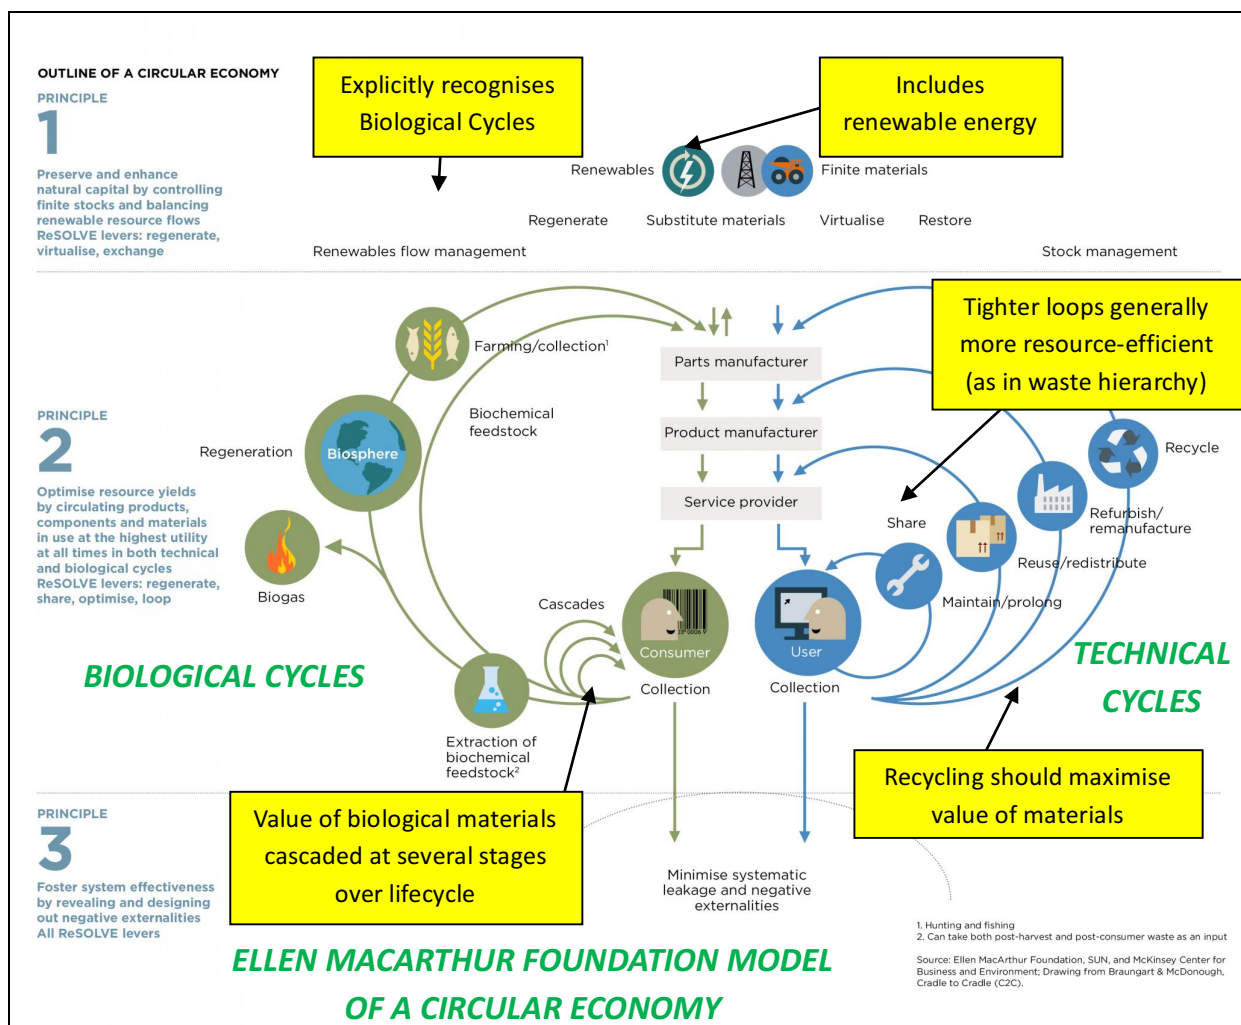 OUTLINE OF A CIRCULAR ECONOMY
PRINCIPLE
1
Preserve and enhance
natural capital by controlling
finite stocks and balancing
renewable resource flows
ReSOLVE levers: regenerate,
virtualise, exchange
Explicitly recognises
Biological Cycles
Includes
renewable energy
Renewables
Finite materials
Regenerate
Substitute materials
Virtualise
Restore
Renewables flow management
Stock management
PRINCIPLE
2
Optimise resource yields
by circulating products,
components and materials
in use at the highest utility
at all times in both technical
and biological cycles
ReSOLVE levers: regenerate,
share, optimise, loop
Tighter loops generally
more resource-efficient
(as in waste hierarchy)
Farming/collection¹
Parts manufacturer
Biochemical
feedstock
Product manufacturer
Regeneration
Biosphere
Recycle
Service provider
Share
Refurbish/
remanufacture
Reuse/redistribute
Biogas
Cascades
Maintain/prolong
Consumer
User
BIOLOGICAL CYCLES
TECHNICAL
CYCLES
Collection
Collection
Extraction of
biochemical
feedstock²
Recycling should maximise
value of materials
Value of biological materials
cascaded at several stages
over lifecycle
PRINCIPLE
3
Foster system effectiveness
by revealing and designing
out negative externalities
All ReSOLVE levers
Minimise systematic
leakage and negative
externalities
1. Hunting and fishing
2. Can take both post-harvest and post-consumer waste as an input
Source: Ellen MacArthur Foundation, SUN, and McKinsey Center for
Business and Environment; Drawing from Braungart & McDonough,
Cradle to Cradle (C2C).
ELLEN MACARTHUR FOUNDATION MODEL
OF A CIRCULAR ECONOMY